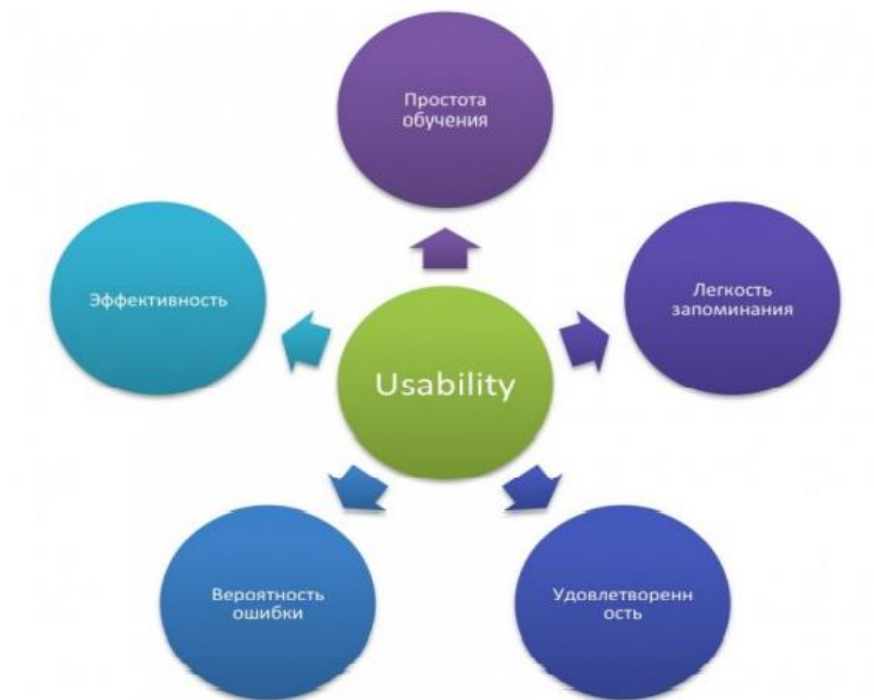 Простота
обучения
Эффективность
Легкость
запоминания
Usability
Вероятность
ошибки
Удовлетворенн
ость